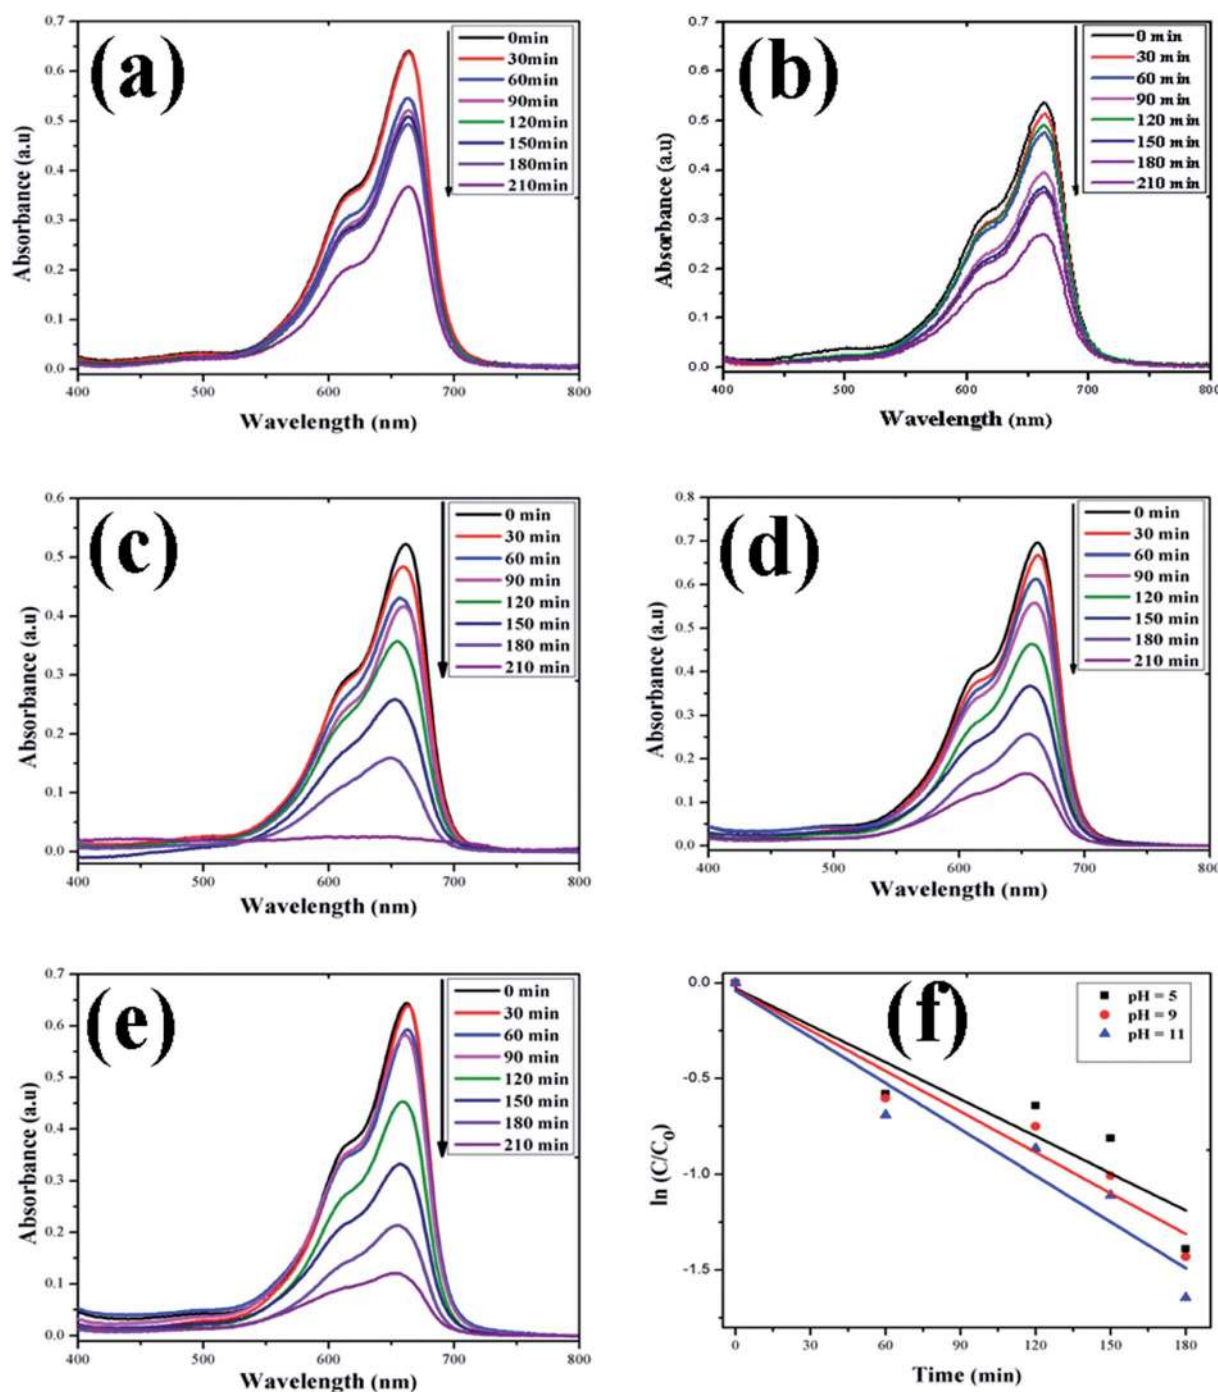 (a)
0min
30min
60min
90min
120min
150min
180min
210min
0.7
0.6
0.5
0.4
0.3
0.2
0.1
0.0
400
500
600
700
800
Absorbance (a.u)
Wavelength (nm)
(b)
0 min
30 min
60 min
90 min
120 min
150 min
180 min
210 min
0.7
0.6
0.5
0.4
0.3
0.2
0.1
0.0
400
500
600
700
800
Absorbance (a.u)
Wavelength (nm)
(c)
0 min
30 min
60 min
90 min
120 min
150 min
180 min
210 min
0.6
0.5
0.4
0.3
0.2
0.1
0.0
400
500
600
700
800
Absorbance (a.u)
Wavelength (nm)
(d)
0 min
30 min
60 min
90 min
120 min
150 min
180 min
210 min
0.8
0.7
0.6
0.5
0.4
0.3
0.2
0.1
0.0
400
500
600
700
800
Absorbance (a.u)
Wavelength (nm)
(e)
0 min
30 min
60 min
90 min
120 min
150 min
180 min
210 min
0.7
0.6
0.5
0.4
0.3
0.2
0.1
0.0
400
500
600
700
800
Absorbance (a.u)
Wavelength (nm)
(f)
pH = 5
pH = 9
pH = 11
0.0
-0.5
-1.0
-1.5
0
30
60
90
120
150
180
ln (C/C0)
Time (min)